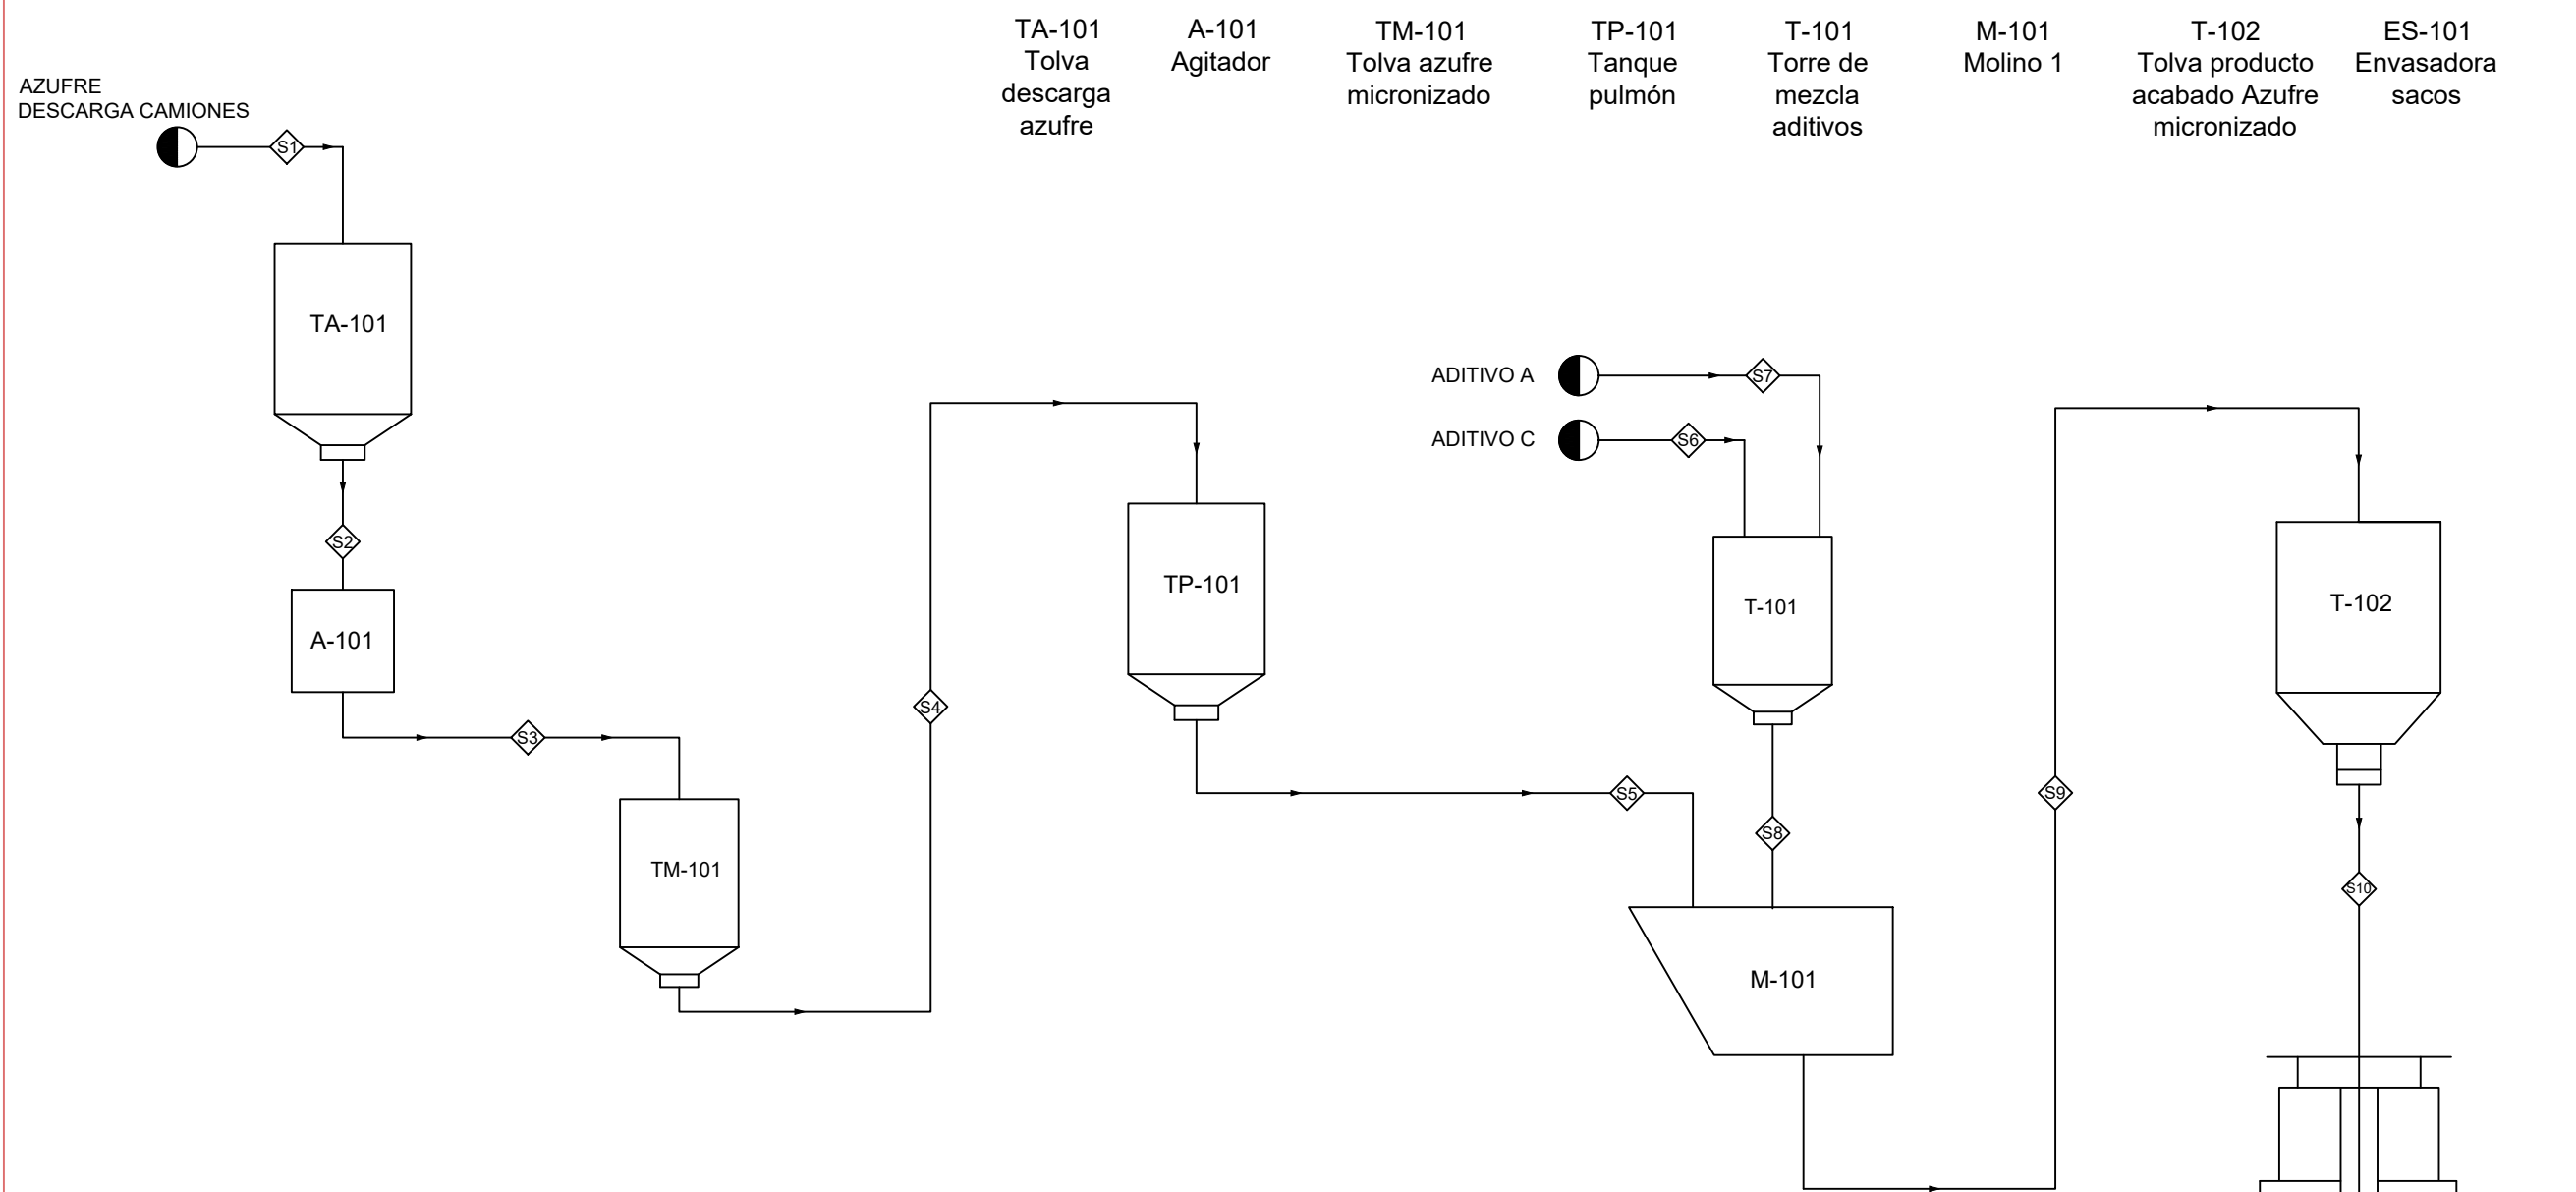 TA-101
Tolva
descarga
azufre
A-101
Agitador
TM-101
Tolva azufre
micronizado
TP-101
Tanque
pulmón
T-101
Torre de
mezcla
aditivos
M-101
Molino 1
T-102
Tolva producto
acabado Azufre
micronizado
ES-101
Envasadora
sacos
AZUFRE
DESCARGA CAMIONES
S1
TA-101
S2
A-101
S3
TM-101
S4
TP-101
S5
ADITIVO A
S7
ADITIVO C
S6
T-101
S8
M-101
S9
T-102
S10